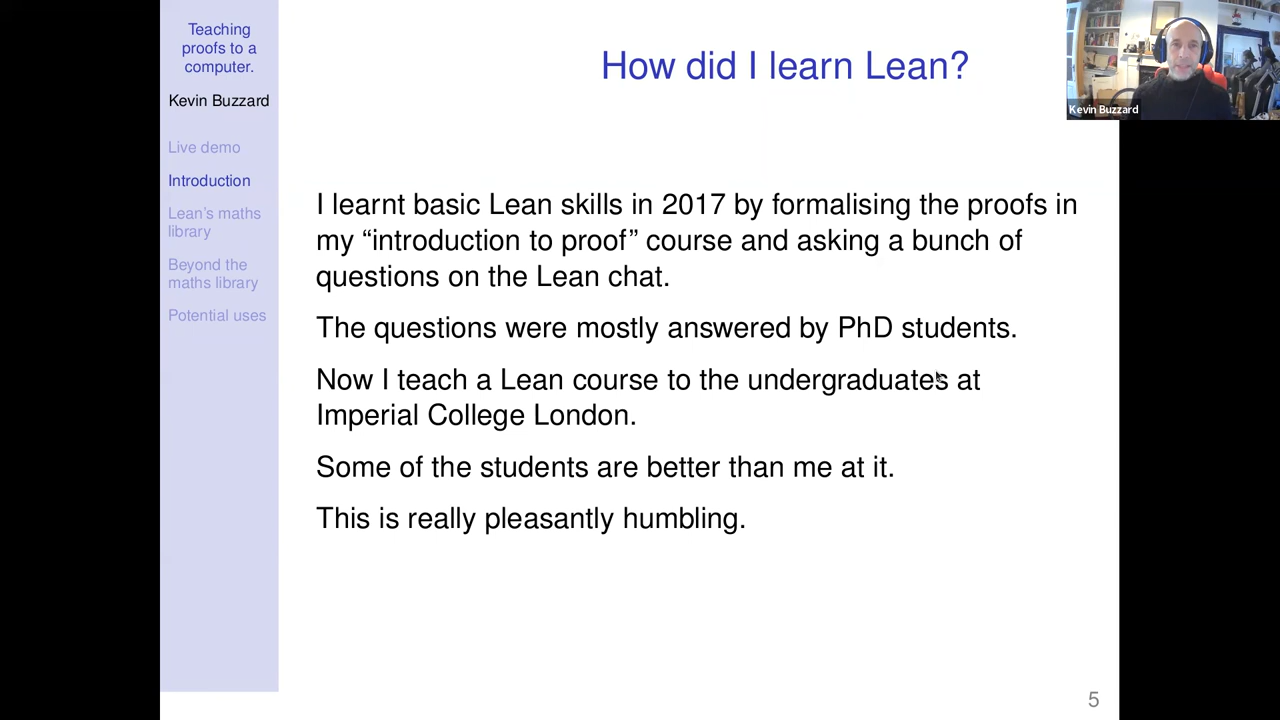 Teaching
proofs to a
computer.
Kevin Buzzard
Live demo
Introduction
Lean's maths
library
Beyond the
maths library
Potential uses
How did I learn Lean?
Kevin Buzzard
I learnt basic Lean skills in 2017 by formalising the proofs in
my “introduction to proof” course and asking a bunch of
questions on the Lean chat.
The questions were mostly answered by PhD students.
Now I teach a Lean course to the undergraduates at
Imperial College London.
Some of the students are better than me at it.
This is really pleasantly humbling.
5